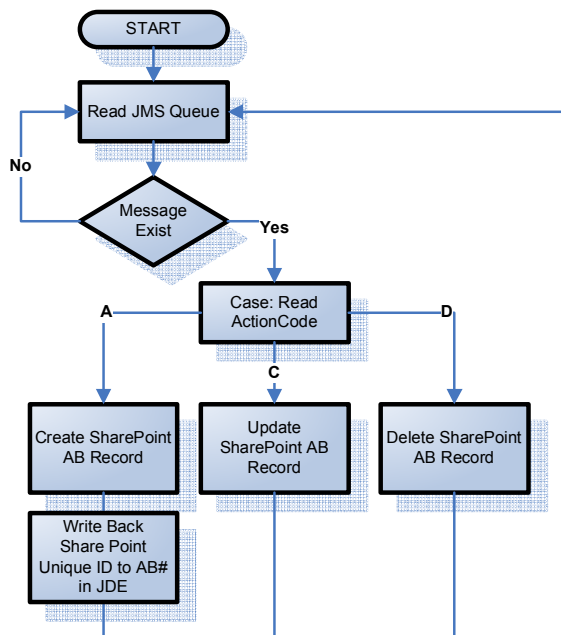 START
Read JMS Queue
No
Message
Exist
Yes
Case: Read
ActionCode
A
D
C
Create SharePoint
AB Record
Update
SharePoint AB
Record
Delete SharePoint
AB Record
Write Back
Share Point
Unique ID to AB#
in JDE